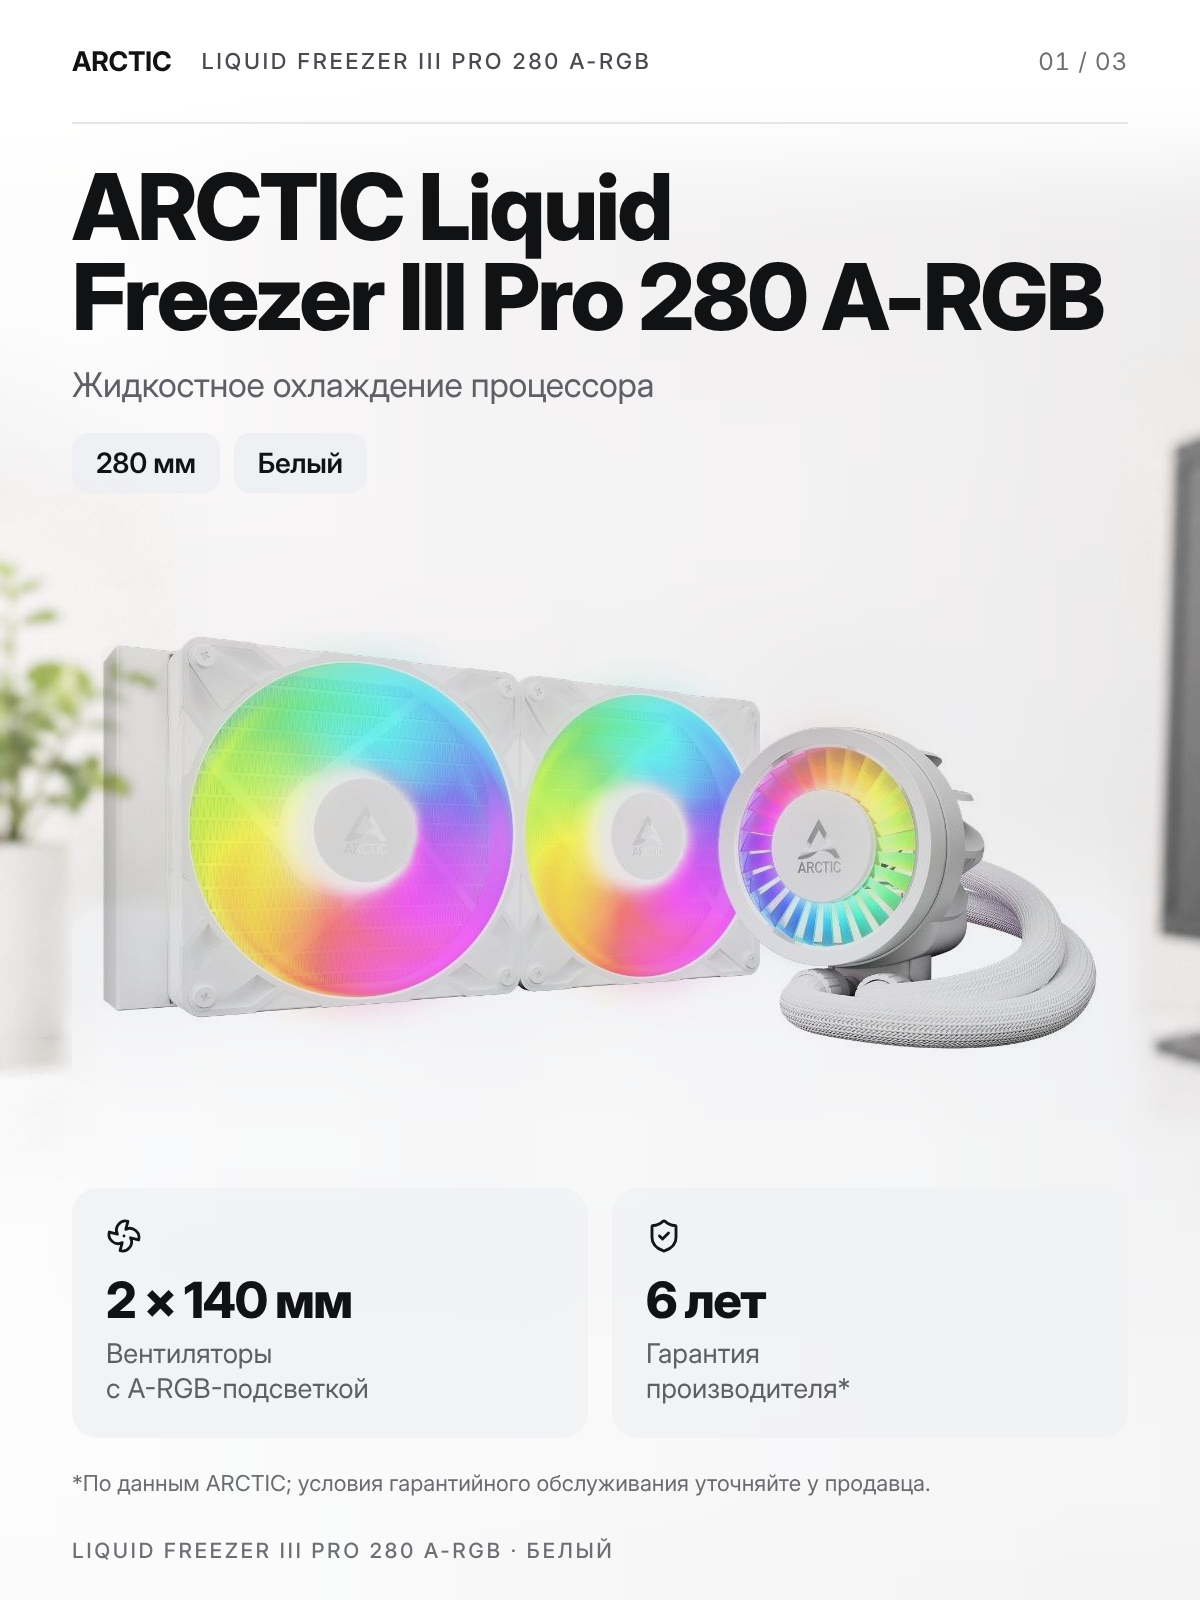 ARCTIC LIQUID FREEZER III PRO 280 A-RGB 01 / 03
ARCTIC Liquid
Freezer III Pro 280 A-RGB
Жидкостное охлаждение процессора
280 мм Белый
ARCTIC
ARCTIC
ARCTIC
2 × 140 мм
Вентиляторы
с A-RGB-подсветкой
6 лет
Гарантия
производителя*
*По данным ARCTIC; условия гарантийного обслуживания уточняйте у продавца.
LIQUID FREEZER III PRO 280 A-RGB · БЕЛЫЙ